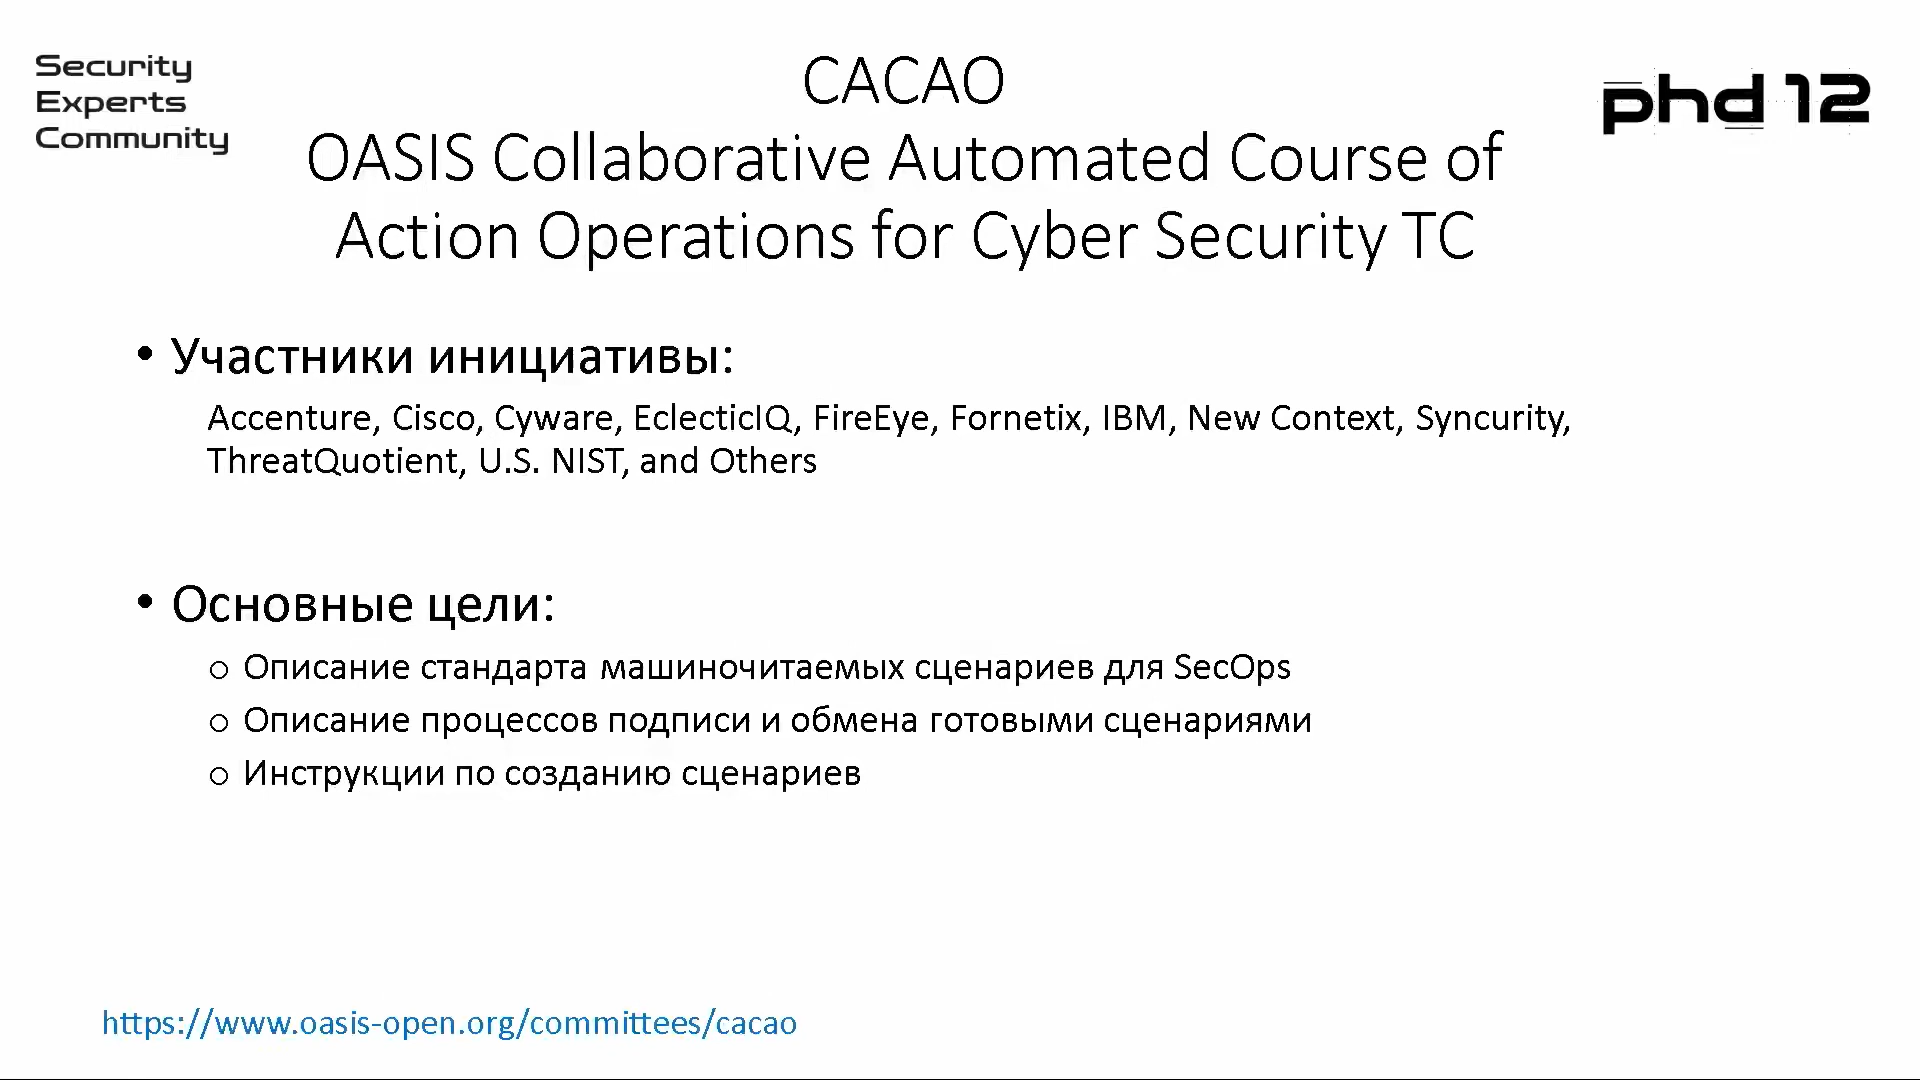 Security
Experts
Community
CACAO
OASIS Collaborative Automated Course of
Action Operations for Cyber Security TC
phd 12
• Участники инициативы:
Accenture, Cisco, Cyware, EclecticIQ, FireEye, Fornetix, IBM, New Context, Syncurity,
ThreatQuotient, U.S. NIST, and Others
• Основные цели:
o Описание стандарта машиночитаемых сценариев для SecOps
o Описание процессов подписи и обмена готовыми сценариями
o Инструкции по созданию сценариев
https://www.oasis-open.org/committees/cacao